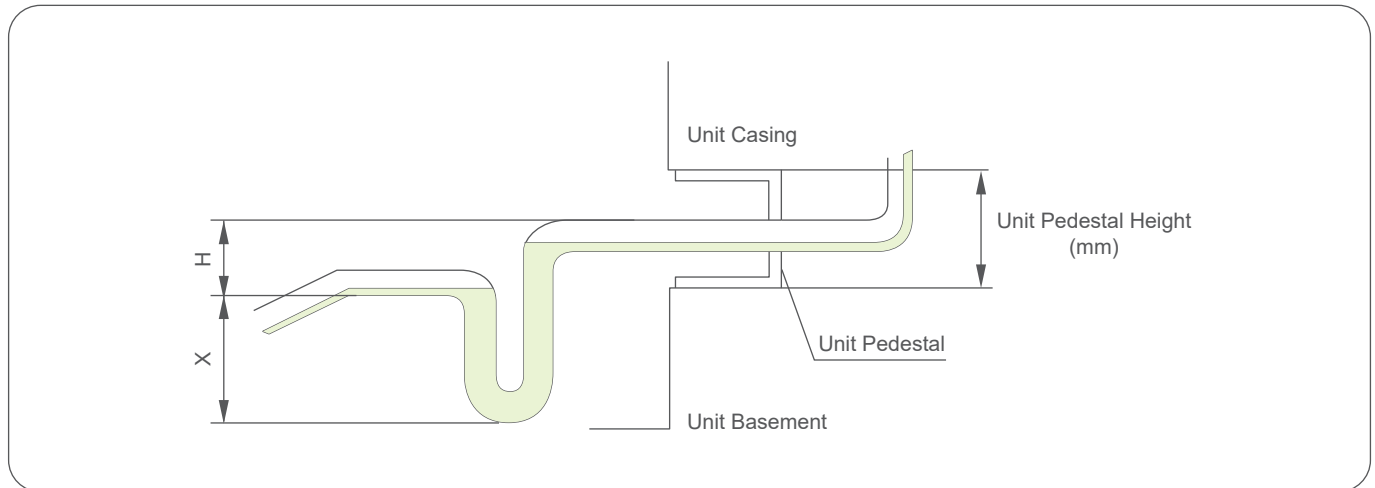 Unit Casing
Unit Pedestal Height
(mm)
H
X
Unit Pedestal
Unit Basement